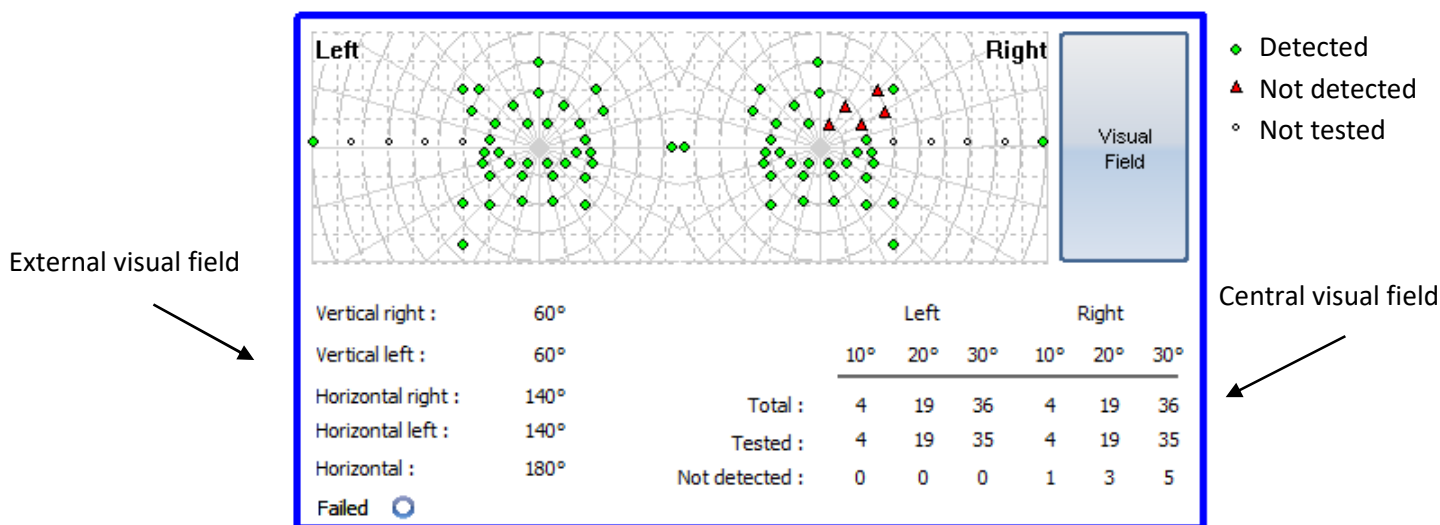 Left
Right
Detected
Not detected
Not tested
Visual
Field
External visual field
Central visual field
Vertical right : 60°
Vertical left : 60°
Horizontal right : 140°
Horizontal left : 140°
Horizontal : 180°
Failed
Left Right
10° 20° 30° 10° 20° 30°
Total : 4 19 36 4 19 36
Tested : 4 19 35 4 19 35
Not detected : 0 0 0 1 3 5